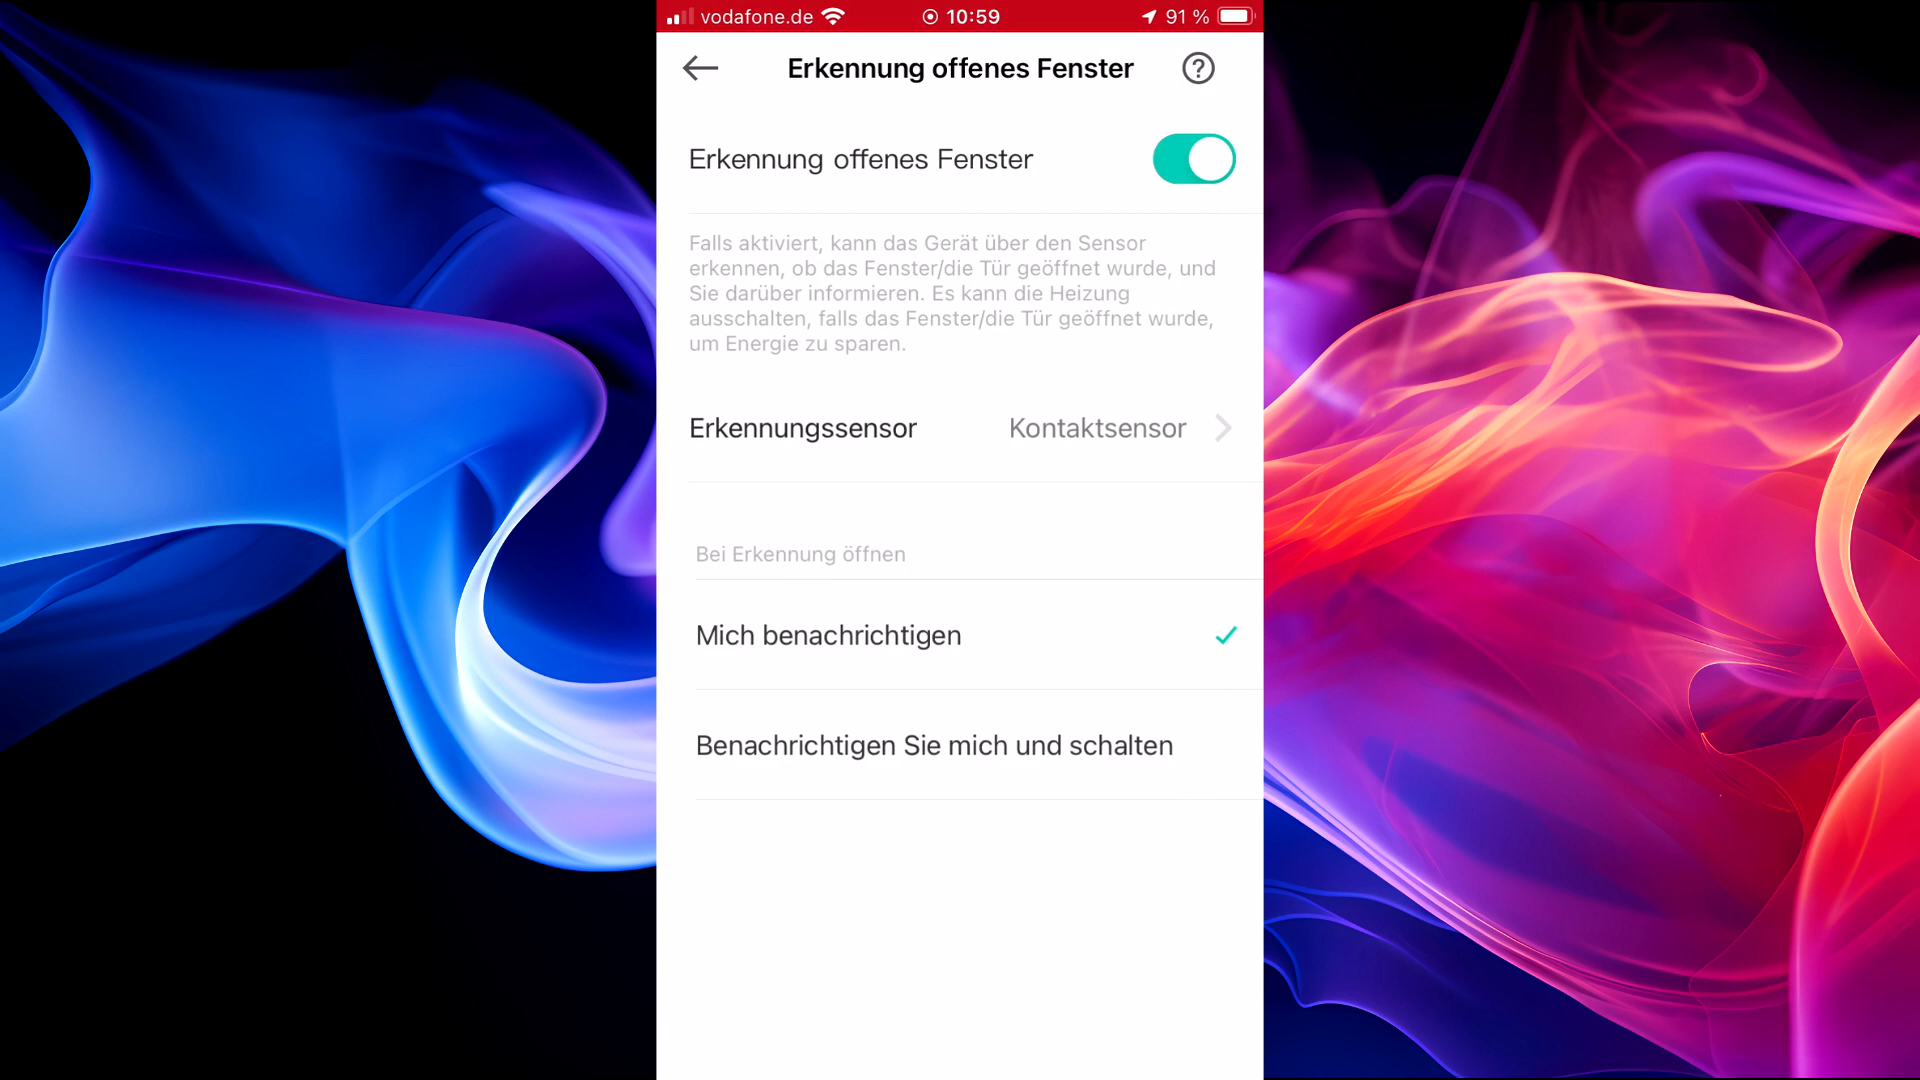 vodafone.de 10:59 91 %
Erkennung offenes Fenster
Erkennung offenes Fenster
Falls aktiviert, kann das Gerät über den Sensor
erkennen, ob das Fenster/die Tür geöffnet wurde, und
Sie darüber informieren. Es kann die Heizung
ausschalten, falls das Fenster/die Tür geöffnet wurde,
um Energie zu sparen.
Erkennungssensor Kontaktsensor
Bei Erkennung öffnen
Mich benachrichtigen
Benachrichtigen Sie mich und schalten